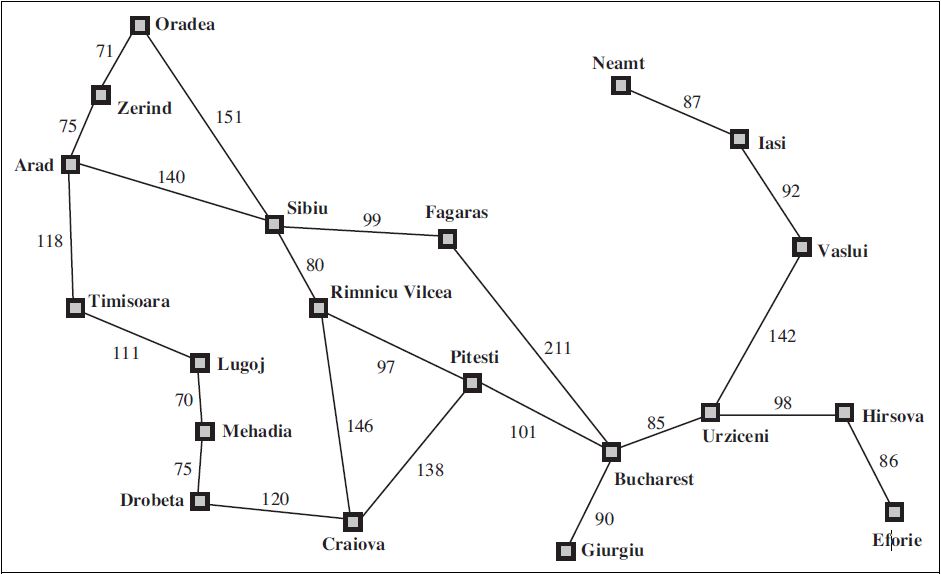 Oradea
Neamt
71
87
Zerind
151
75
Iasi
Arad
140
92
Sibiu
Fagaras
99
118
Vaslui
80
Timisoara
Rimnicu Vilcea
142
111
211
Lugoj
97
Pitesti
70
98
Mehadia
146
101
85
Hirsova
Urziceni
75
138
86
Bucharest
Drobeta
120
90
Craiova
Giurgiu
Eforie